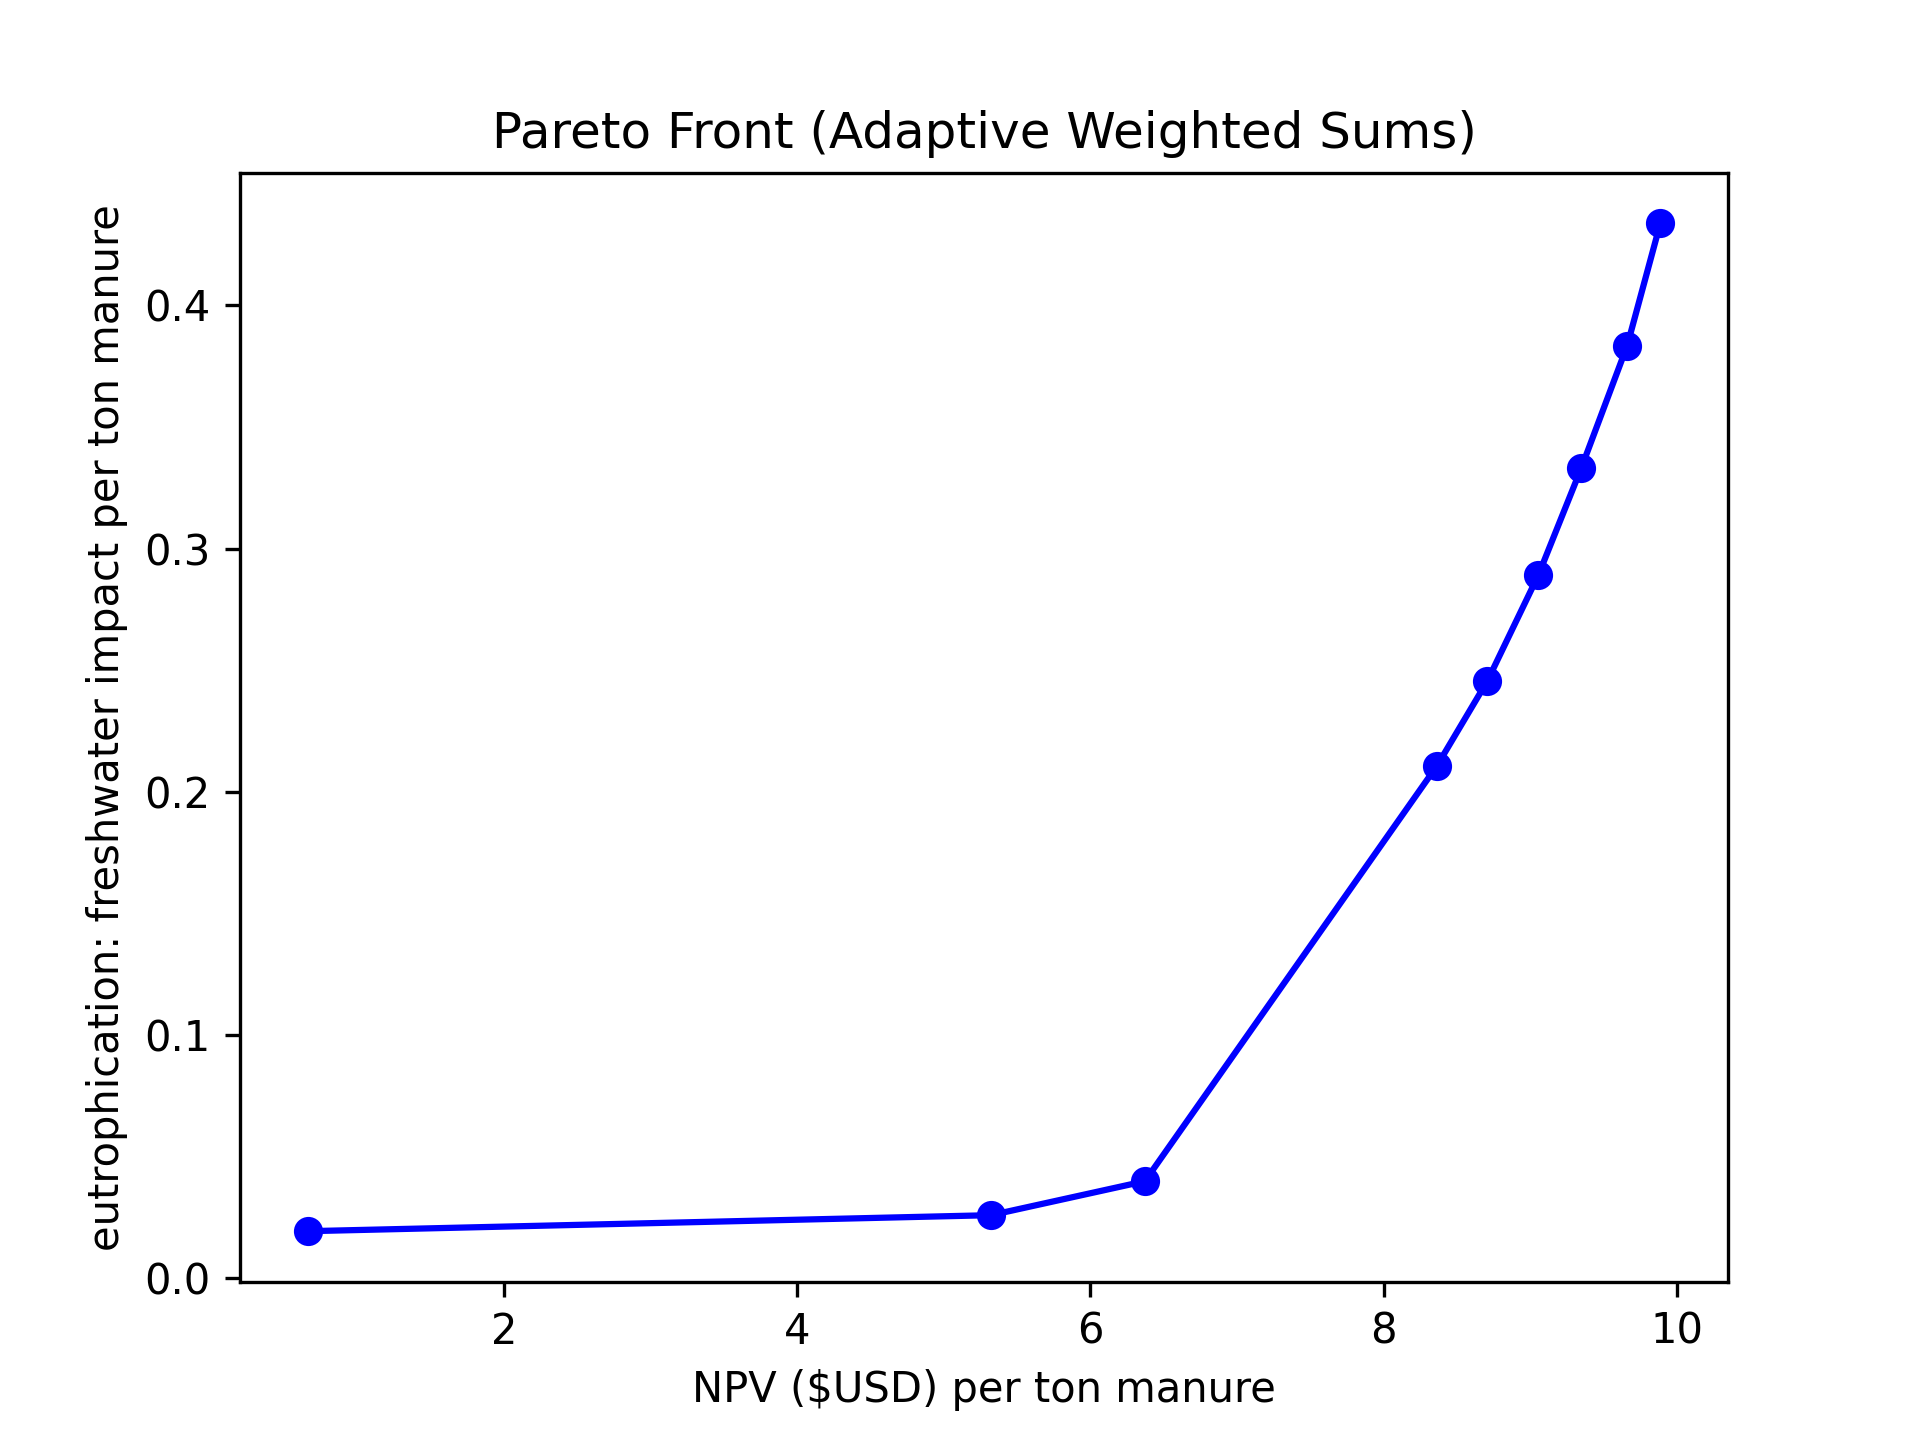 Pareto Front (Adaptive Weighted Sums)
eutrophication: freshwater impact per ton manure
0.4
0.3
0.2
0.1
0.0
2 4 6 8 10
NPV ($USD) per ton manure